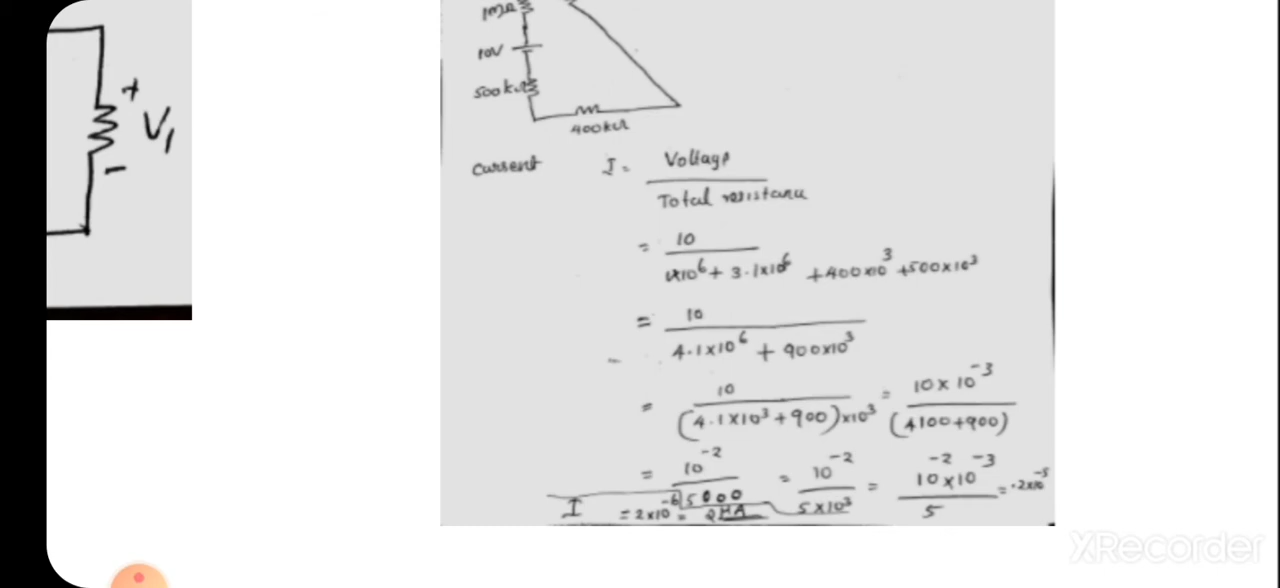 1MΩ
10V
+
V1
-
500kΩ
400kΩ
Current I = Voltage / Total resistance
= 10 / 1×10^6 + 3.1×10^6 + 400×10^3 + 500×10^3
= 10 / 4.1×10^6 + 900×10^3
= 10 / (4.1×10^3 + 900)×10^3 = 10×10^-3 / (4100+900)
= 10^-2 / 5000 = 10^-2 / 5×10^3 = 10^-2×10^-3 / 5 = .2×10^-5
I = 2×10^-6 = 2µA
XRecorder